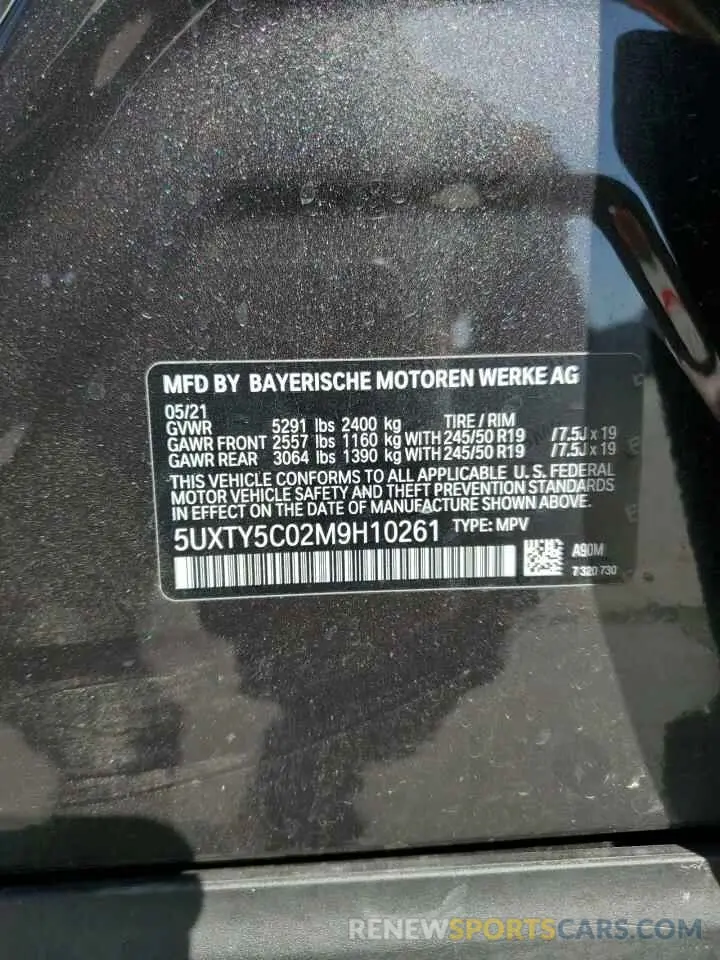 MFD BY BAYERISCHE MOTOREN WERKE AG
05/21
GVWR 5291 lbs 2400 kg TIRE / RIM
GAWR FRONT 2557 lbs 1160 kg WITH 245/50 R19 /7.5J x 19
GAWR REAR 3064 lbs 1390 kg WITH 245/50 R19 /7.5J x 19
THIS VEHICLE CONFORMS TO ALL APPLICABLE U. S. FEDERAL
MOTOR VEHICLE SAFETY AND THEFT PREVENTION STANDARDS
IN EFFECT ON THE DATE OF MANUFACTURE SHOWN ABOVE.
5UXTY5C02M9H10261 TYPE: MPV
A90M
7 320 730
RENEWSPORTSCARS.COM